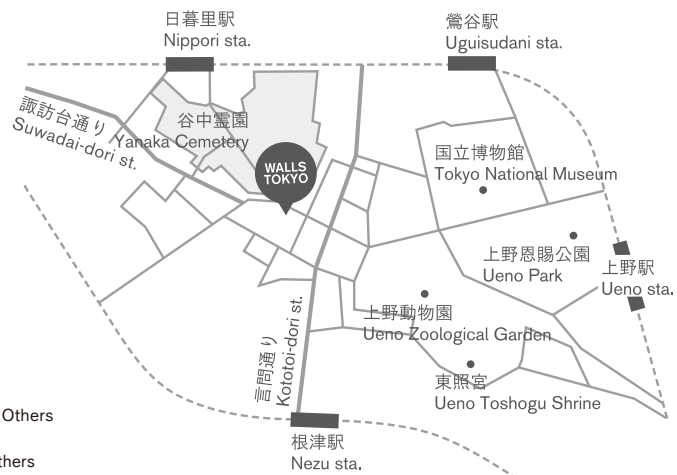 日暮里駅
Nippori sta.
鶯谷駅
Uguisudani sta.
諏訪台通り
Suwadai-dori st.
谷中霊園
Yanaka Cemetery
WALLS
TOKYO
国立博物館
Tokyo National Museum
上野恩賜公園
Ueno Park
上野駅
Ueno sta.
上野動物園
Ueno Zoological Garden
言問通り
Kototoi-dori st.
東照宮
Ueno Toshogu Shrine
Others
thers
根津駅
Nezu sta.